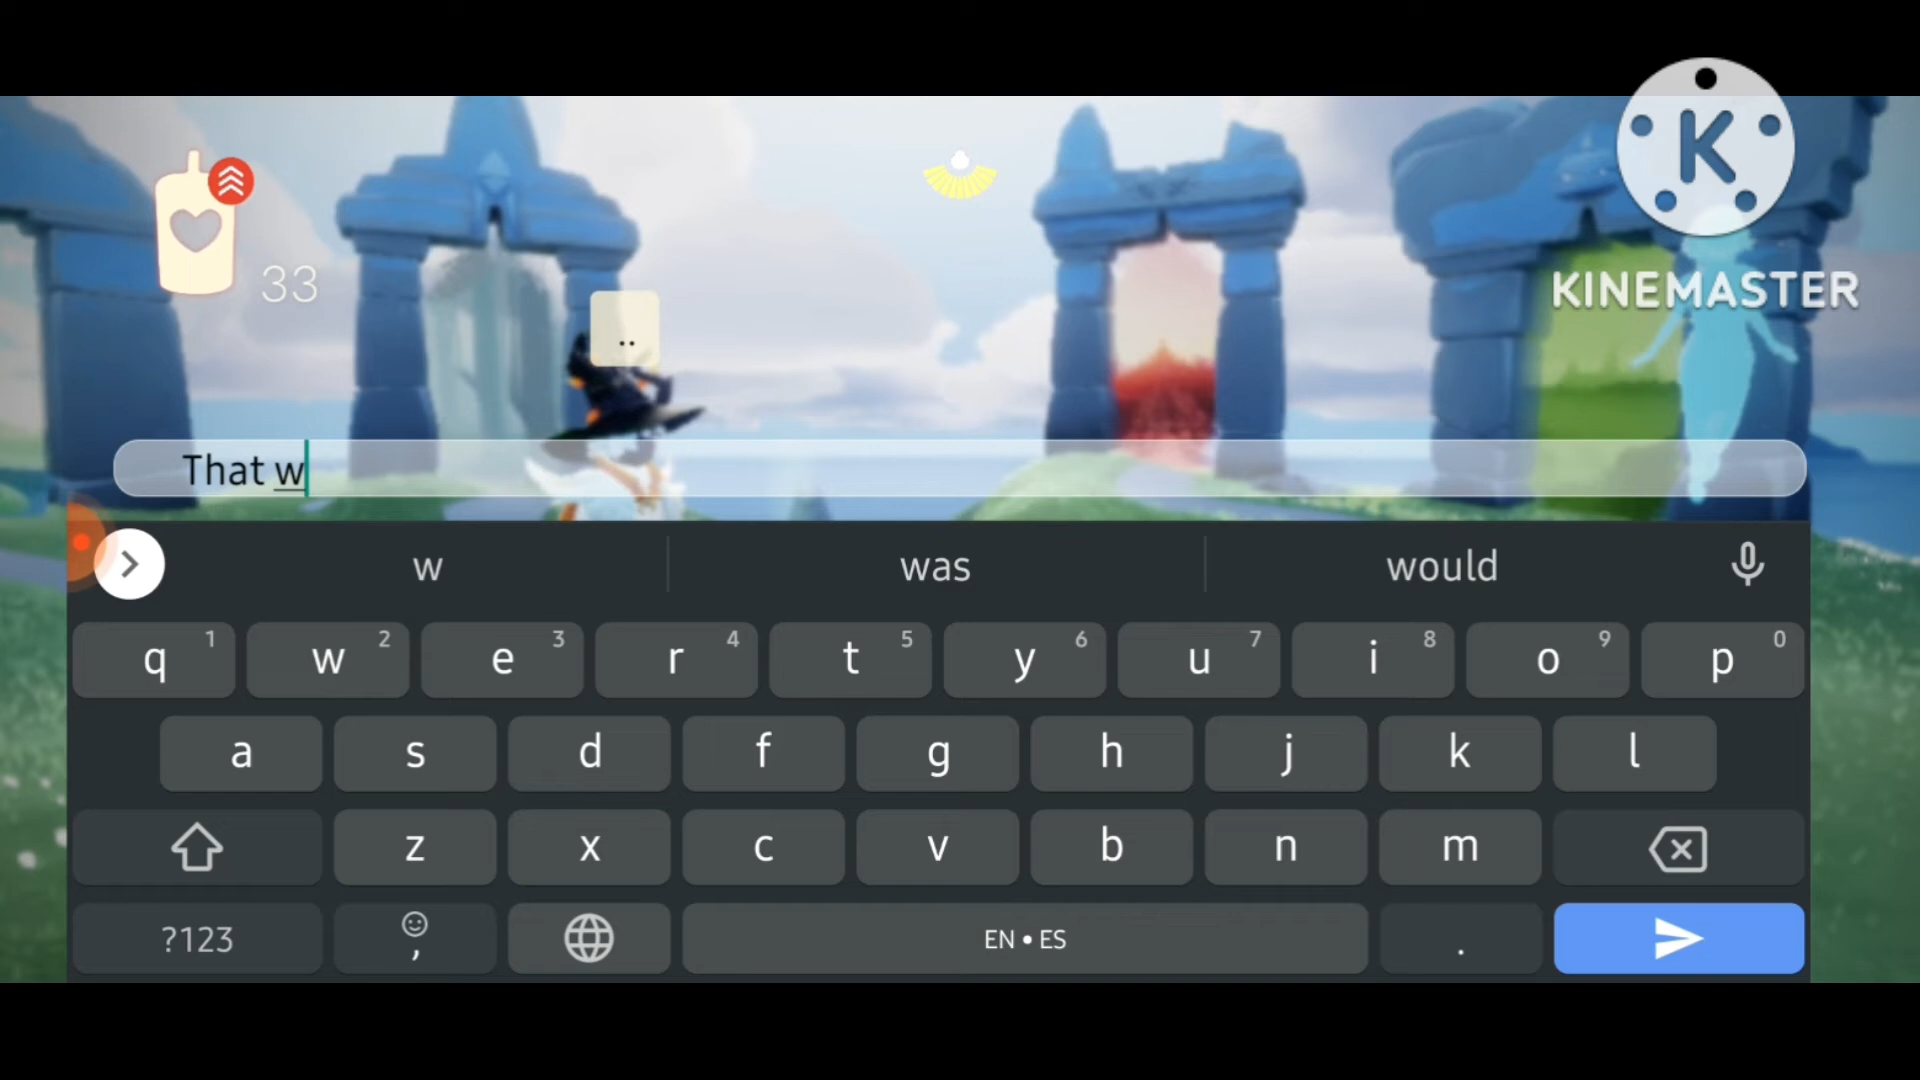 K
KINEMASTER
33
..
That w
w was would
q 1 w 2 e 3 r 4 t 5 y 6 u 7 i 8 o 9 p 0
a s d f g h j k l
z x c v b n m
?123 , EN • ES .